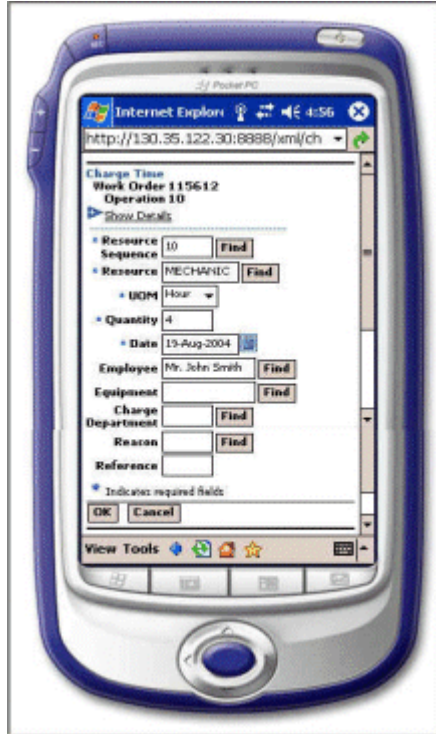 Pocket PC
Internet Explor 4:56
http://130.35.122.30:8888/xml/ch
Charge Time
Work Order 115612
Operation 10
Show Details
* Resource Sequence 10 Find
* Resource MECHANIC Find
* UOM Hour
* Quantity 4
* Date 19-Aug-2004
Employee Mr. John Smith Find
Equipment Find
Charge Department Find
Reason Find
Reference
* Indicates required fields
OK Cancel
View Tools